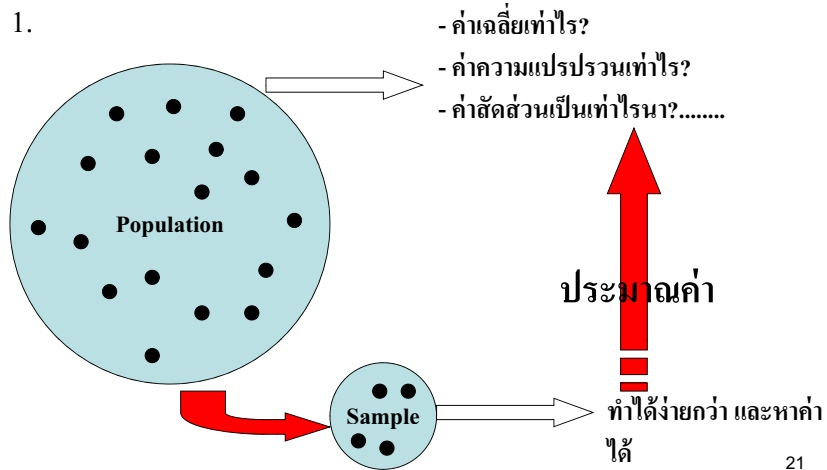 1.
- ค่าเฉลี่ยเท่าไร?
- ค่าความแปรปรวนเท่าไร?
- ค่าสัดส่วนเป็นเท่าไรนา?........
Population
ประมาณค่า
Sample
ทำได้ง่ายกว่า และหาค่า
ได้
21